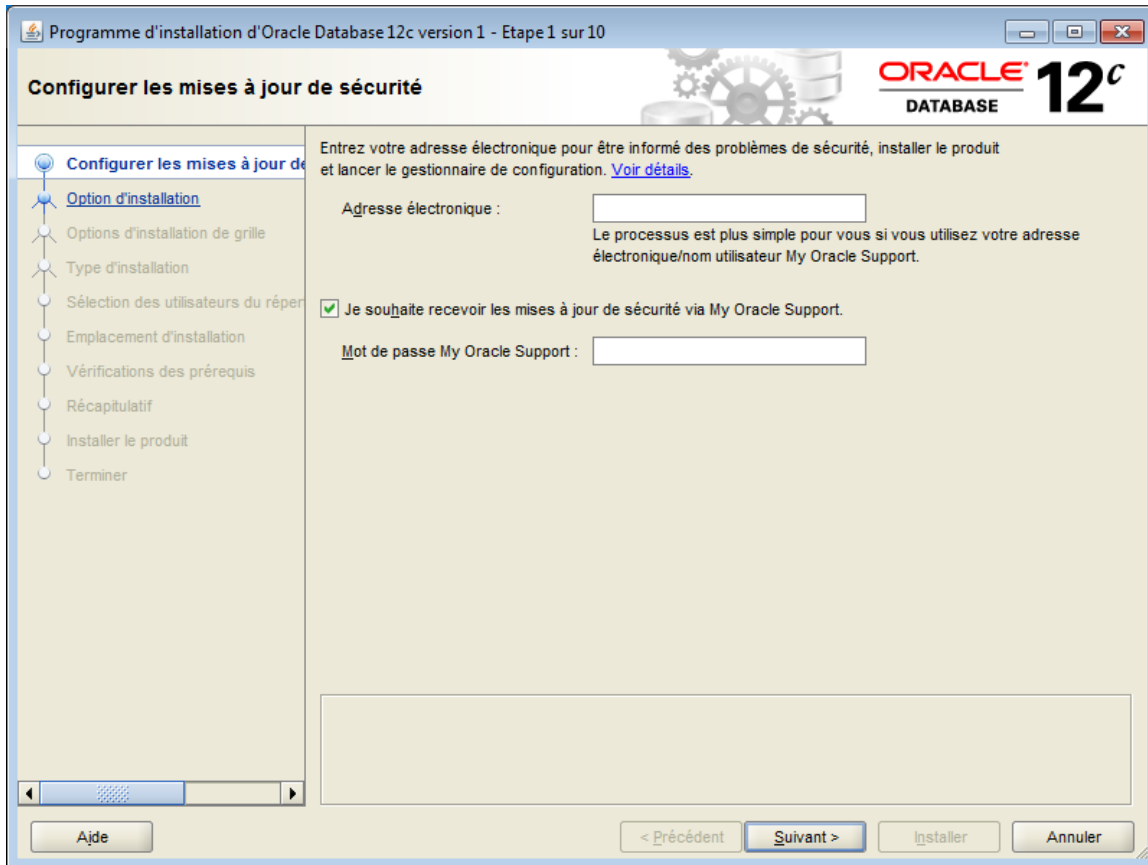 Programme d'installation d'Oracle Database 12c version 1 - Etape 1 sur 10
Configurer les mises à jour de sécurité
ORACLE
DATABASE
12c
Configurer les mises à jour de
Option d'installation
Options d'installation de grille
Type d'installation
Sélection des utilisateurs du réper
Emplacement d'installation
Vérifications des prérequis
Récapitulatif
Installer le produit
Terminer
Entrez votre adresse électronique pour être informé des problèmes de sécurité, installer le produit
et lancer le gestionnaire de configuration. Voir détails.
Adresse électronique :
Le processus est plus simple pour vous si vous utilisez votre adresse
électronique/nom utilisateur My Oracle Support.
Je souhaite recevoir les mises à jour de sécurité via My Oracle Support.
Mot de passe My Oracle Support :
Aide
< Précédent
Suivant >
Installer
Annuler